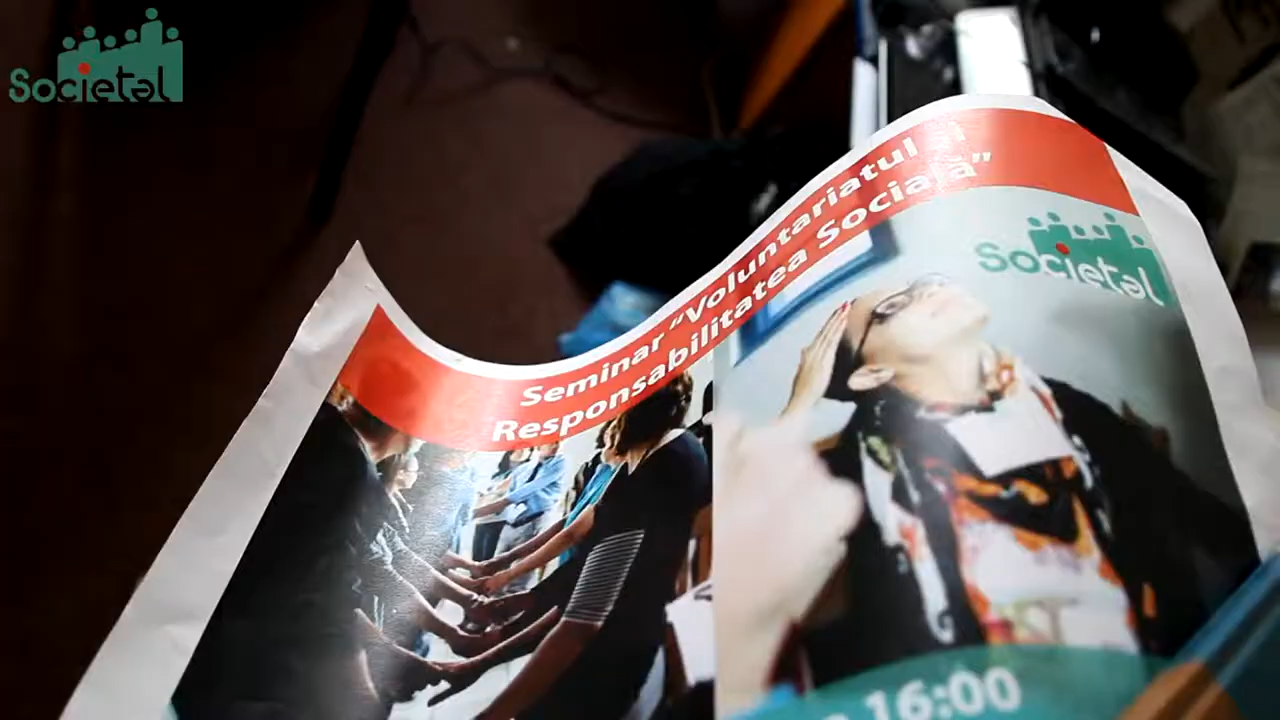 Societal
Seminar “Voluntariatul și
Responsabilitatea Socială”
Societal
16:00